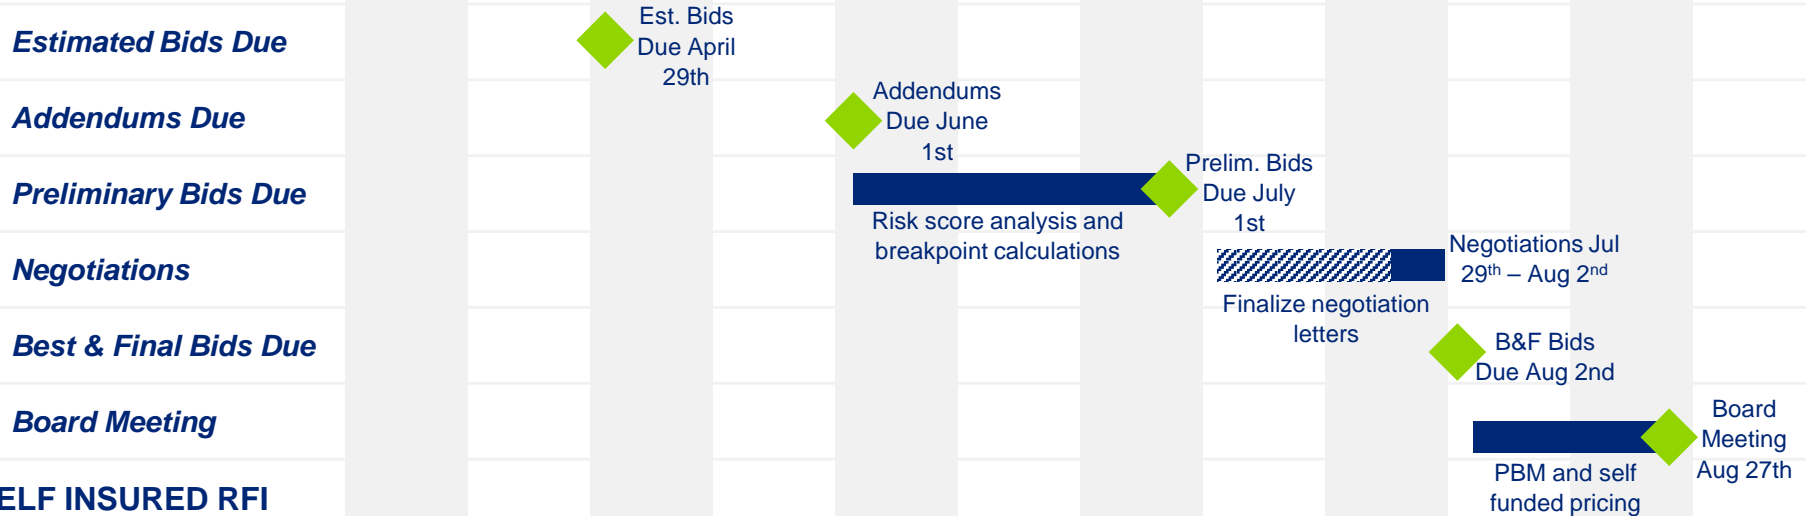 Estimated Bids Due
Est. Bids
Due April
29th
Addendums Due
Addendums
Due June
1st
Preliminary Bids Due
Prelim. Bids
Due July
1st
Risk score analysis and
breakpoint calculations
Negotiations
Negotiations Jul
29th – Aug 2nd
Finalize negotiation
letters
Best & Final Bids Due
B&F Bids
Due Aug 2nd
Board Meeting
Board
Meeting
Aug 27th
PBM and self
funded pricing
ELF INSURED RFI